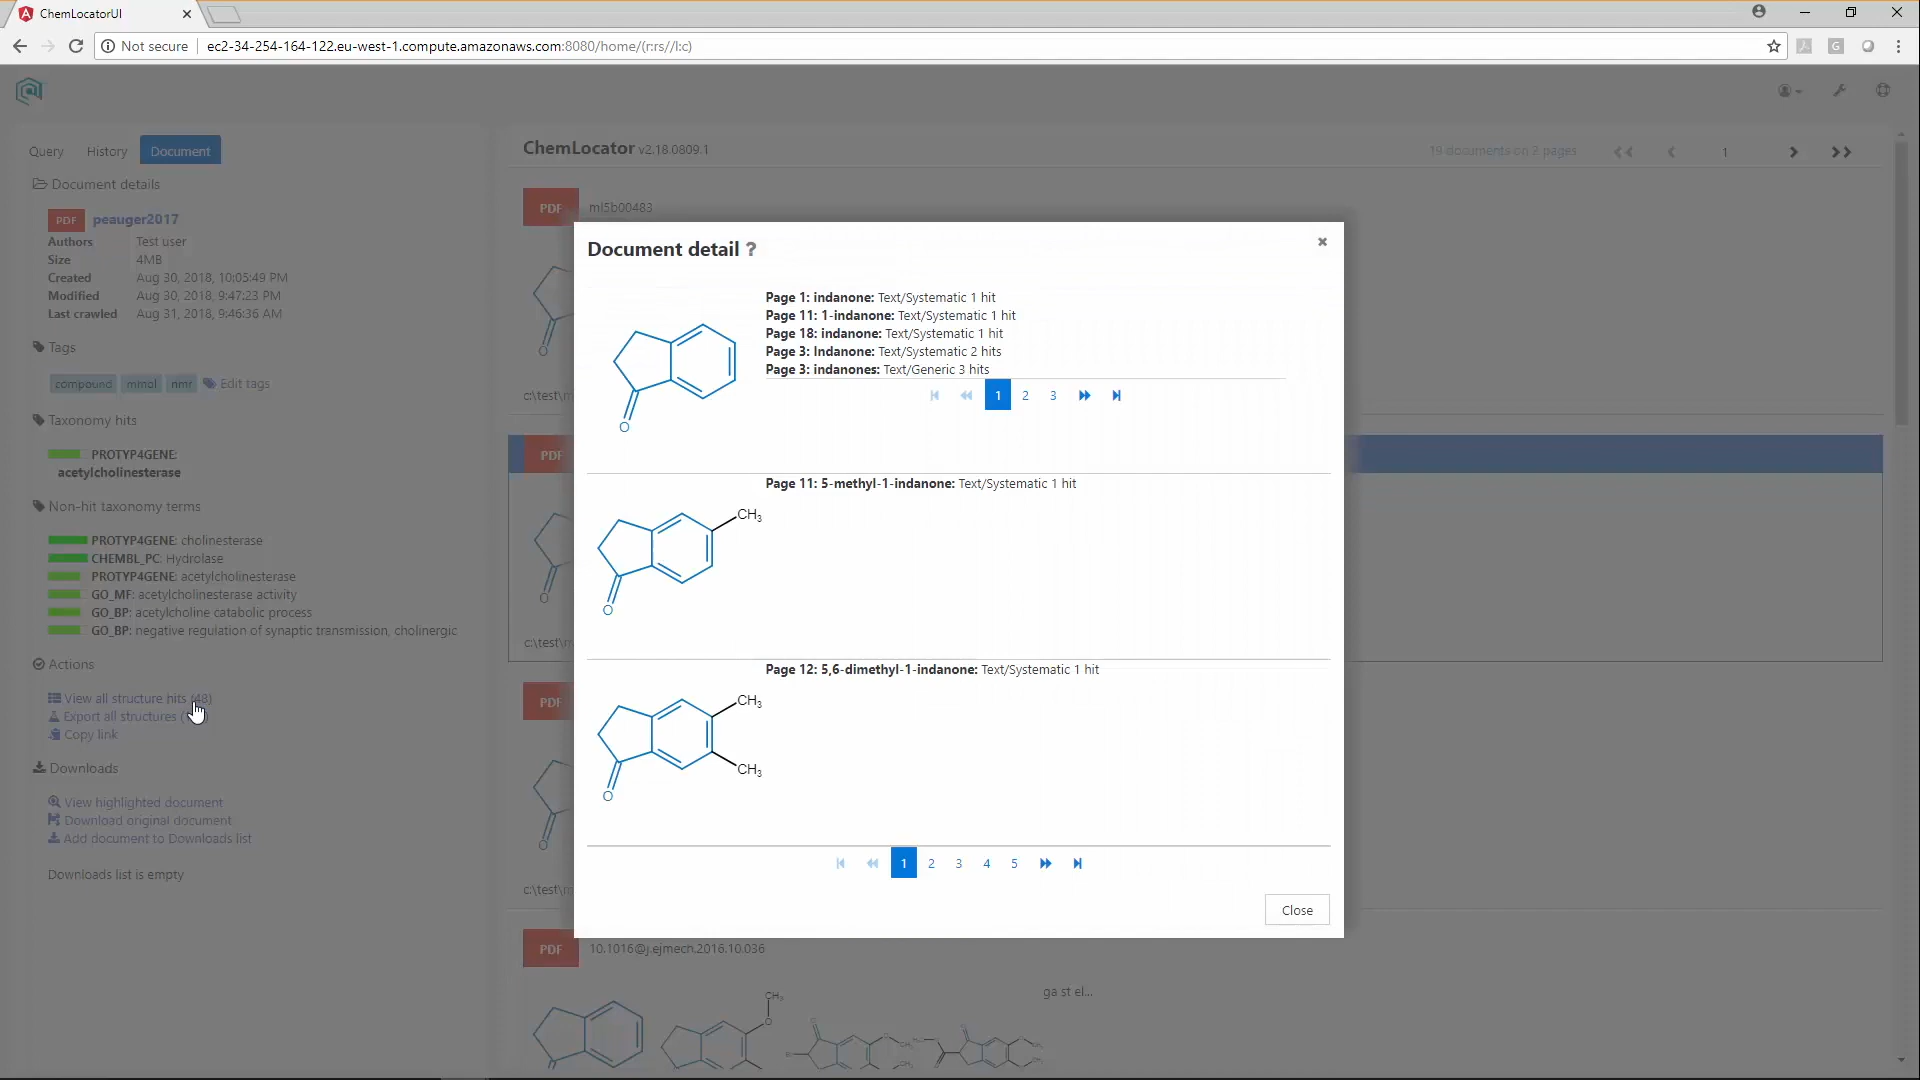 ChemLocatorUI
Not secure
ec2-34-254-164-122.eu-west-1.compute.amazonaws.com:8080/home/(r:rs//l:c)
Query
History
Document
Document details
PDF
peauger2017
Authors Test user
Size 4MB
Created Aug 30, 2018, 10:05:49 PM
Modified Aug 30, 2018, 9:47:23 PM
Last crawled Aug 31, 2018, 9:46:36 AM
Tags
compound mmol nmr Edit tags
Taxonomy hits
PROTYP4GENE:
acetylcholinesterase
Non-hit taxonomy terms
PROTYP4GENE: cholinesterase
CHEMBL_PC: Hydrolase
PROTYP4GENE: acetylcholinesterase
GO_MF: acetylcholinesterase activity
GO_BP: acetylcholine catabolic process
GO_BP: negative regulation of synaptic transmission, cholinergic
Actions
View all structure hits (48)
Export all structures (
Copy link
Downloads
View highlighted document
Download original document
Add document to Downloads list
Downloads list is empty
ChemLocator v2.18.0809.1
19 documents on 2 pages
1
PDF
ml5b00483
O
c:\test\m
PDF
O
c:\test\m
PDF
O
c:\test\m
PDF
10.1016@j.ejmech.2016.10.036
ga st el...
CH3
O
Document detail ?
Page 1: indanone: Text/Systematic 1 hit
Page 11: 1-indanone: Text/Systematic 1 hit
Page 18: indanone: Text/Systematic 1 hit
Page 3: Indanone: Text/Systematic 2 hits
Page 3: indanones: Text/Generic 3 hits
1 2 3
O
Page 11: 5-methyl-1-indanone: Text/Systematic 1 hit
CH3
O
Page 12: 5,6-dimethyl-1-indanone: Text/Systematic 1 hit
CH3
CH3
O
1 2 3 4 5
Close